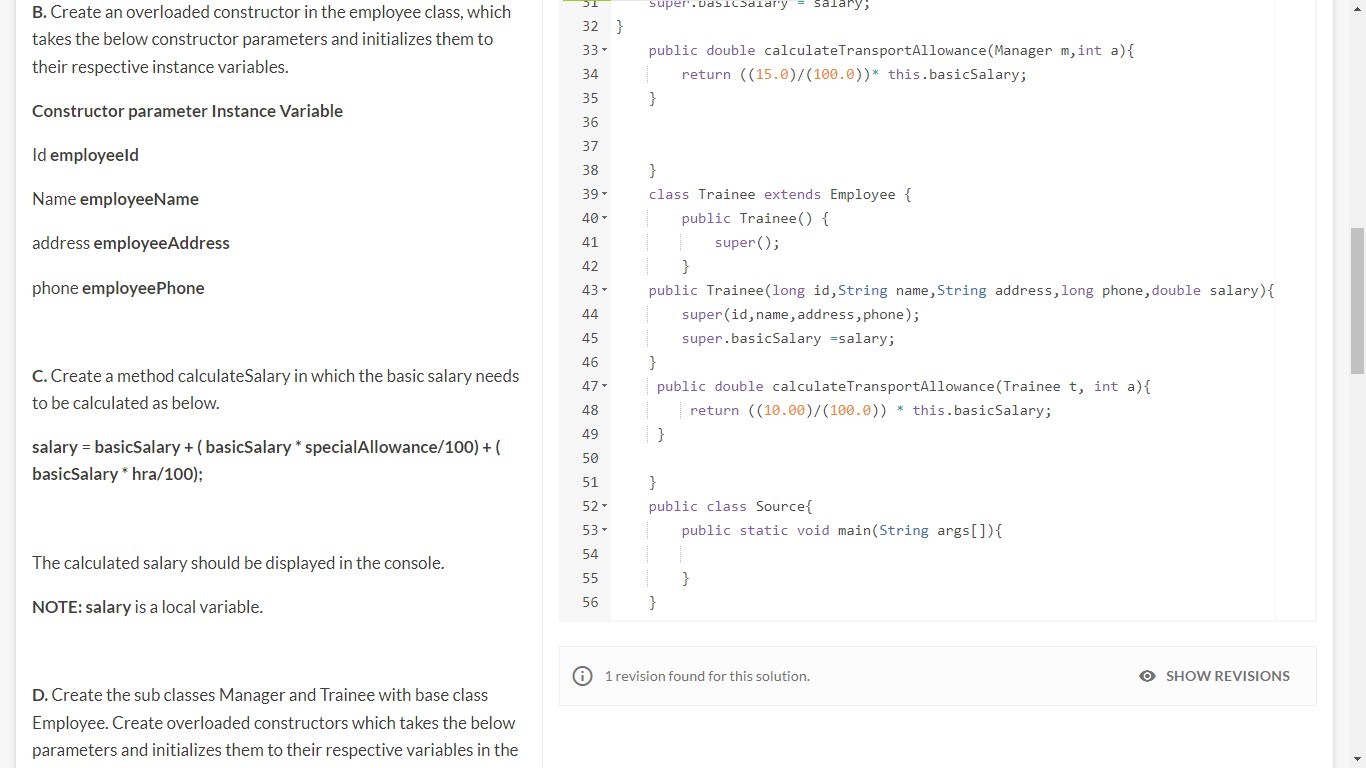 B. Create an overloaded constructor in the employee class, which
takes the below constructor parameters and initializes them to
their respective instance variables.
Constructor parameter Instance Variable
Id employeeId
Name employeeName
address employeeAddress
phone employeePhone
C. Create a method calculateSalary in which the basic salary needs
to be calculated as below.
salary = basicSalary + ( basicSalary * specialAllowance/100) + (
basicSalary * hra/100);
The calculated salary should be displayed in the console.
NOTE: salary is a local variable.
D. Create the sub classes Manager and Trainee with base class
Employee. Create overloaded constructors which takes the below
parameters and initializes them to their respective variables in the
31 super.basicSalary = salary;
32 }
33 public double calculateTransportAllowance(Manager m,int a){
34 return ((15.0)/(100.0))* this.basicSalary;
35 }
36
37
38 }
39 class Trainee extends Employee {
40 public Trainee() {
41 super();
42 }
43 public Trainee(long id,String name,String address,long phone,double salary){
44 super(id,name,address,phone);
45 super.basicSalary =salary;
46 }
47 public double calculateTransportAllowance(Trainee t, int a){
48 return ((10.00)/(100.0)) * this.basicSalary;
49 }
50
51 }
52 public class Source{
53 public static void main(String args[]){
54
55 }
56 }
1 revision found for this solution.
SHOW REVISIONS